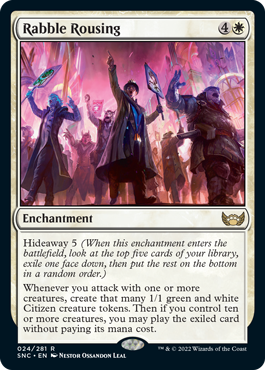 Rabble Rousing 4
Enchantment
Hideaway 5 (When this enchantment enters the
battlefield, look at the top five cards of your library,
exile one face down, then put the rest on the bottom
in a random order.)
Whenever you attack with one or more
creatures, create that many 1/1 green and white
Citizen creature tokens. Then if you control ten
or more creatures, you may play the exiled card
without paying its mana cost.
024/281 R
SNC • EN Nestor Ossandon Leal
™ & © 2022 Wizards of the Coast